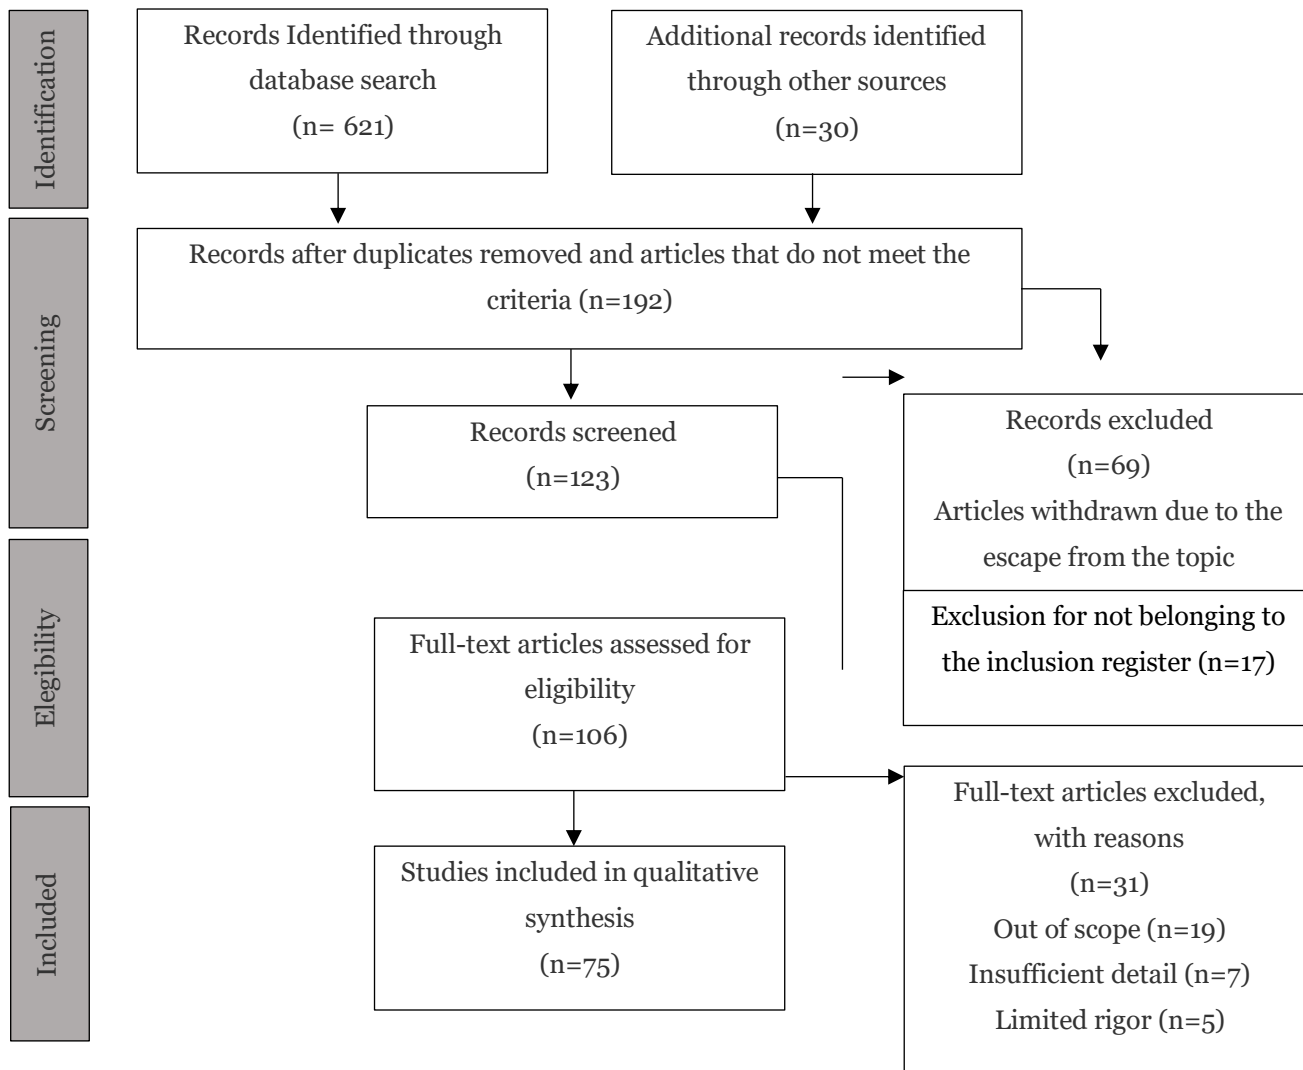 Identification
Records Identified through
database search
(n= 621)
Additional records identified
through other sources
(n=30)
Screening
Records after duplicates removed and articles that do not meet the
criteria (n=192)
Records screened
(n=123)
Records excluded
(n=69)
Articles withdrawn due to the
escape from the topic
Exclusion for not belonging to
the inclusion register (n=17)
Elegibility
Full-text articles assessed for
eligibility
(n=106)
Full-text articles excluded,
with reasons
(n=31)
Out of scope (n=19)
Insufficient detail (n=7)
Limited rigor (n=5)
Included
Studies included in qualitative
synthesis
(n=75)